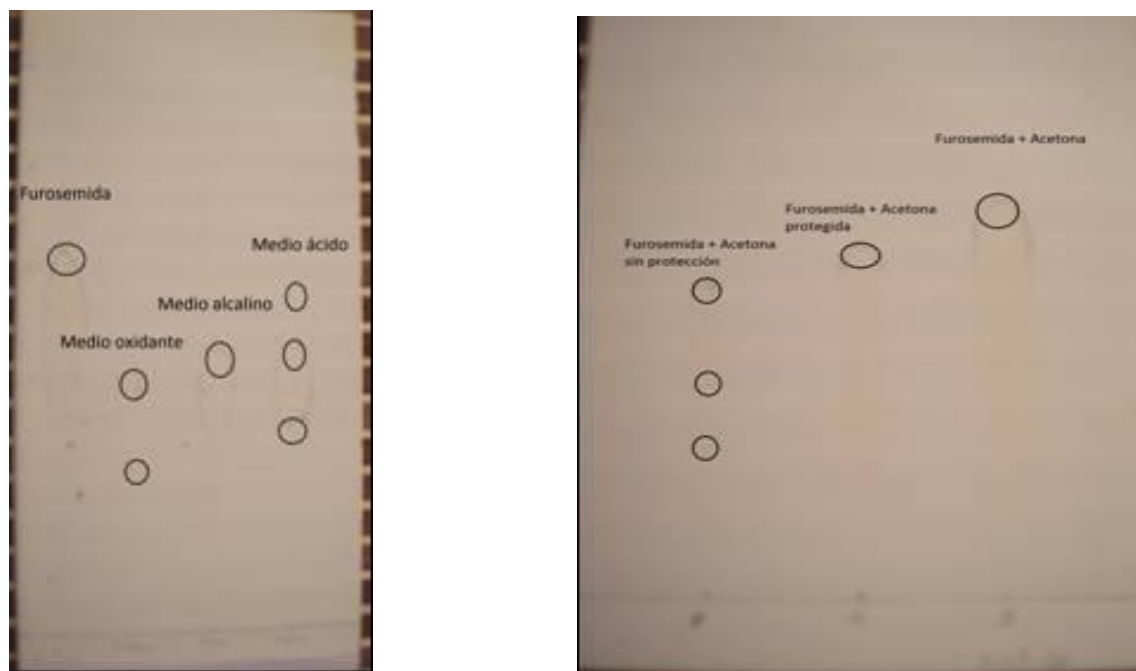 Furosemida
Medio ácido
Medio alcalino
Medio oxidante
Furosemida + Acetona
Furosemida + Acetona
protegida
Furosemida + Acetona
sin protección